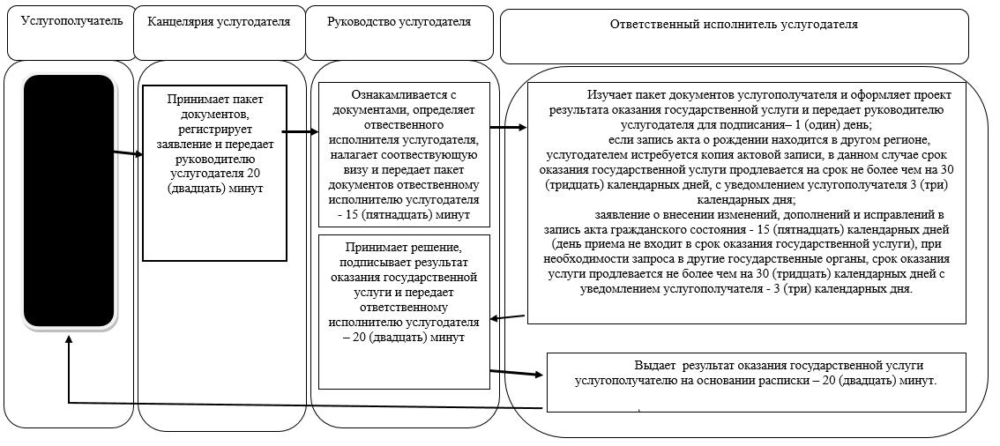 Услугополучатель
Канцелярия услугодателя
Руководство услугодателя
Ответственный исполнитель услугодателя
Принимает пакет
документов,
регистрирует
заявление и передает
руководителю
услугодателя 20
(двадцать) минут
Ознакамливается с
документами, определяет
отвественного
исполнителя услугодателя,
налагает соотвествующую
визу и передает пакет
документов отвественному
исполнителю услугодателя
- 15 (пятнадцать) минут
Принимает решение,
подписывает результат
оказания государственной
услуги и передает
ответственному
исполнителю услугодателя
– 20 (двадцать) минут
Изучает пакет документов услугополучателя и оформляет проект
результата оказания государственной услуги и передает руководителю
услугодателя для подписания– 1 (один) день;
если запись акта о рождении находится в другом регионе,
услугодателем истребуется копия актовой записи, в данном случае срок
оказания государственной услуги продлевается на срок не более чем на 30
(тридцать) календарных дней, с уведомлением услугополучателя 3 (три)
календарных дня;
заявление о внесении изменений, дополнений и исправлений в
запись акта гражданского состояния - 15 (пятнадцать) календарных дней
(день приема не входит в срок оказания государственной услуги), при
необходимости запроса в другие государственные органы, срок оказания
услуги продлевается не более чем на 30 (тридцать) календарных дней с
уведомлением услугополучателя - 3 (три) календарных дня.
Выдает результат оказания государственной услуги
услугополучателю на основании расписки – 20 (двадцать) минут.